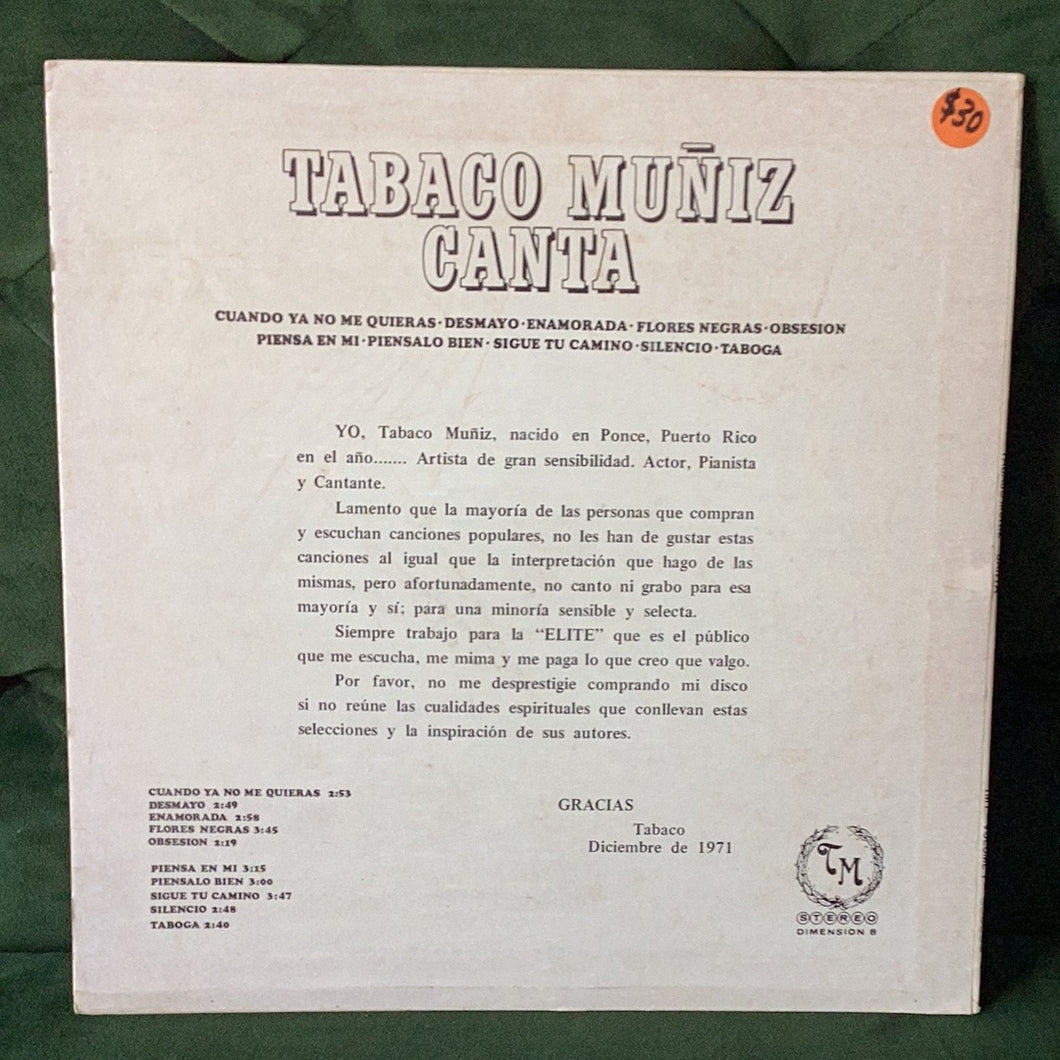 $30
TABACO MUÑIZ
CANTA
CUANDO YA NO ME QUIERAS·DESMAYO·ENAMORADA·FLORES NEGRAS·OBSESION
PIENSA EN MI·PIENSALO BIEN·SIGUE TU CAMINO·SILENCIO·TABOGA
YO, Tabaco Muñiz, nacido en Ponce, Puerto Rico
en el año....... Artista de gran sensibilidad. Actor, Pianista
y Cantante.
Lamento que la mayoría de las personas que compran
y escuchan canciones populares, no les han de gustar estas
canciones al igual que la interpretación que hago de las
mismas, pero afortunadamente, no canto ni grabo para esa
mayoría y sí; para una minoría sensible y selecta.
Siempre trabajo para la “ELITE” que es el público
que me escucha, me mima y me paga lo que creo que valgo.
Por favor, no me desprestigie comprando mi disco
si no reúne las cualidades espirituales que conllevan estas
selecciones y la inspiración de sus autores.
CUANDO YA NO ME QUIERAS 2:53
DESMAYO 2:49
ENAMORADA 2:58
FLORES NEGRAS 3:45
OBSESION 2:19
PIENSA EN MI 3:15
PIENSALO BIEN 3:00
SIGUE TU CAMINO 3:47
SILENCIO 2:48
TABOGA 2:40
GRACIAS
Tabaco
Diciembre de 1971
TM
STEREO
DIMENSION 8